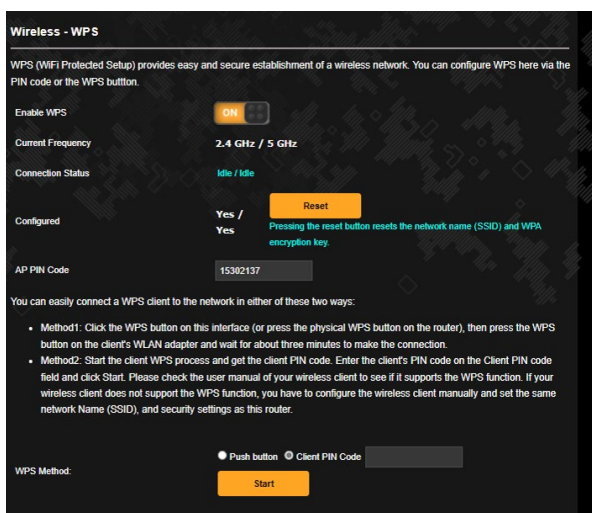 Wireless - WPS
WPS (WiFi Protected Setup) provides easy and secure establishment of a wireless network. You can configure WPS here via the
PIN code or the WPS buttton.
Enable WPS
ON
Current Frequency
2.4 GHz / 5 GHz
Connection Status
Idle / Idle
Configured
Yes /
Yes
Reset
Pressing the reset button resets the network name (SSID) and WPA
encryption key.
AP PIN Code
15302137
You can easily connect a WPS client to the network in either of these two ways:
• Method1: Click the WPS button on this interface (or press the physical WPS button on the router), then press the WPS
button on the client's WLAN adapter and wait for about three minutes to make the connection.
• Method2: Start the client WPS process and get the client PIN code. Enter the client's PIN code on the Client PIN code
field and click Start. Please check the user manual of your wireless client to see if it supports the WPS function. If your
wireless client does not support the WPS function, you have to configure the wireless client manually and set the same
network Name (SSID), and security settings as this router.
WPS Method:
Push button Client PIN Code
Start